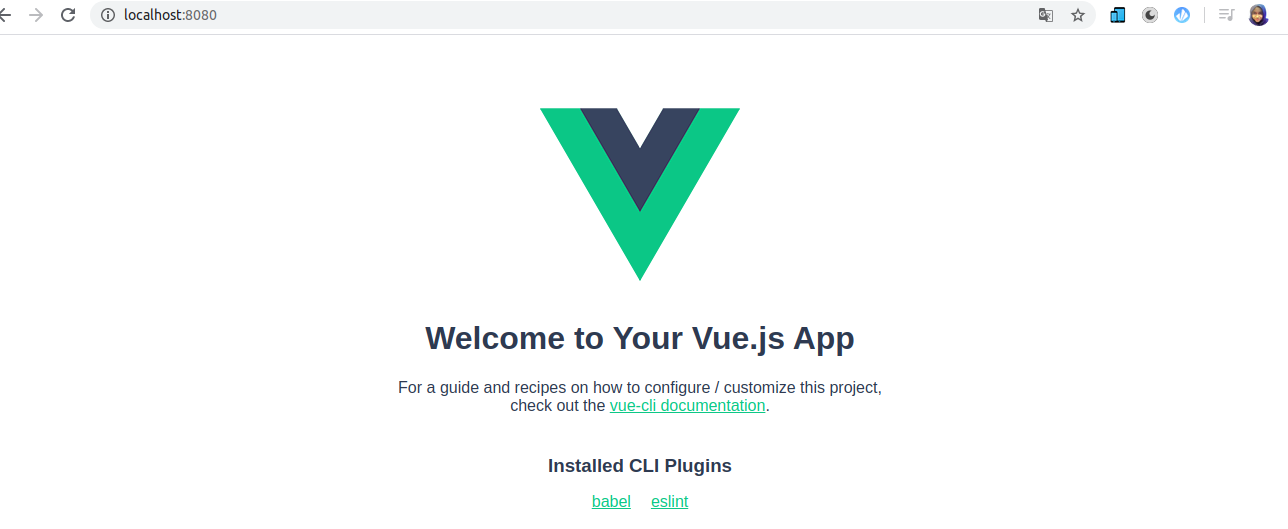 localhost:8080
Welcome to Your Vue.js App
For a guide and recipes on how to configure / customize this project,
check out the vue-cli documentation.
Installed CLI Plugins
babel eslint